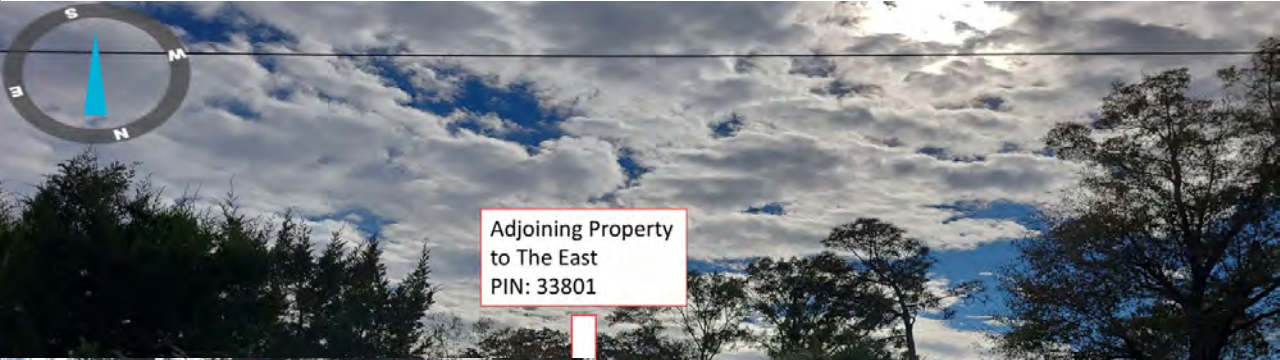 S
W
E
N
Adjoining Property
to The East
PIN: 33801